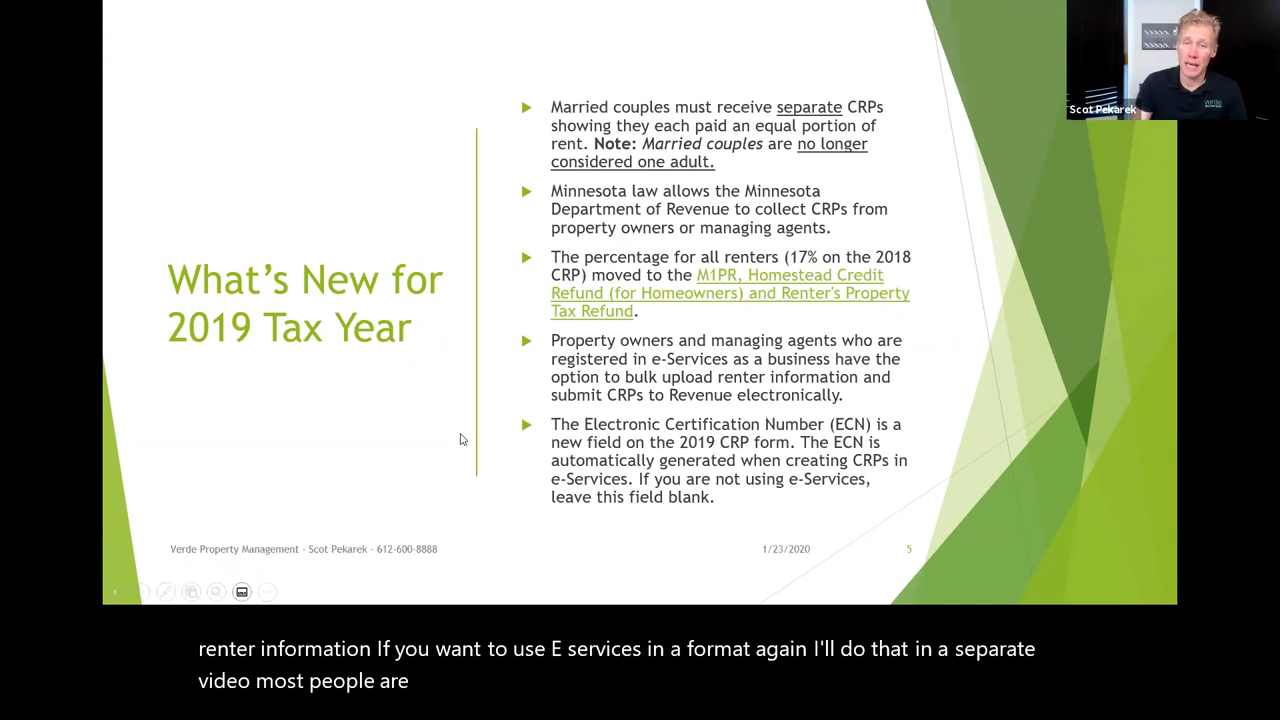 Scot Pekarek
verde
What's New for
2019 Tax Year
Married couples must receive separate CRPs
showing they each paid an equal portion of
rent. Note: Married couples are no longer
considered one adult.
Minnesota law allows the Minnesota
Department of Revenue to collect CRPs from
property owners or managing agents.
The percentage for all renters (17% on the 2018
CRP) moved to the M1PR, Homestead Credit
Refund (for Homeowners) and Renter's Property
Tax Refund.
Property owners and managing agents who are
registered in e-Services as a business have the
option to bulk upload renter information and
submit CRPs to Revenue electronically.
The Electronic Certification Number (ECN) is a
new field on the 2019 CRP form. The ECN is
automatically generated when creating CRPs in
e-Services. If you are not using e-Services,
leave this field blank.
Verde Property Management - Scot Pekarek - 612-600-8888
1/23/2020
5
renter information If you want to use E services in a format again I'll do that in a separate
video most people are